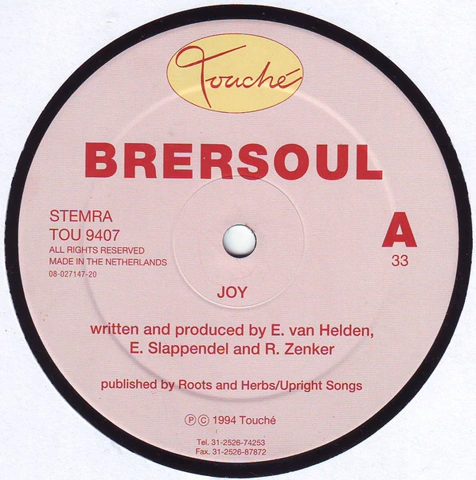 Touché
BRERSOUL
STEMRA
TOU 9407
ALL RIGHTS RESERVED
MADE IN THE NETHERLANDS
08-027147-20
A
33
JOY
written and produced by E. van Helden,
E. Slappendel and R. Zenker
published by Roots and Herbs/Upright Songs
Ⓟ Ⓒ 1994 Touché
Tel. 31-2526-74253
Fax. 31-2526-87872